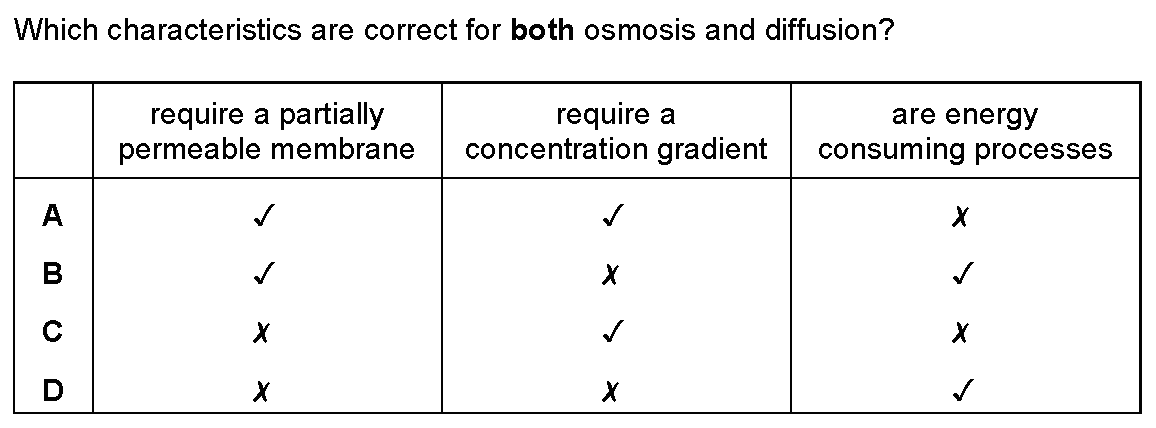 Which characteristics are correct for both osmosis and diffusion?
require a partially permeable membrane | require a concentration gradient | are energy consuming processes
A ✓ ✓ ✗
B ✓ ✗ ✓
C ✗ ✓ ✗
D ✗ ✗ ✓